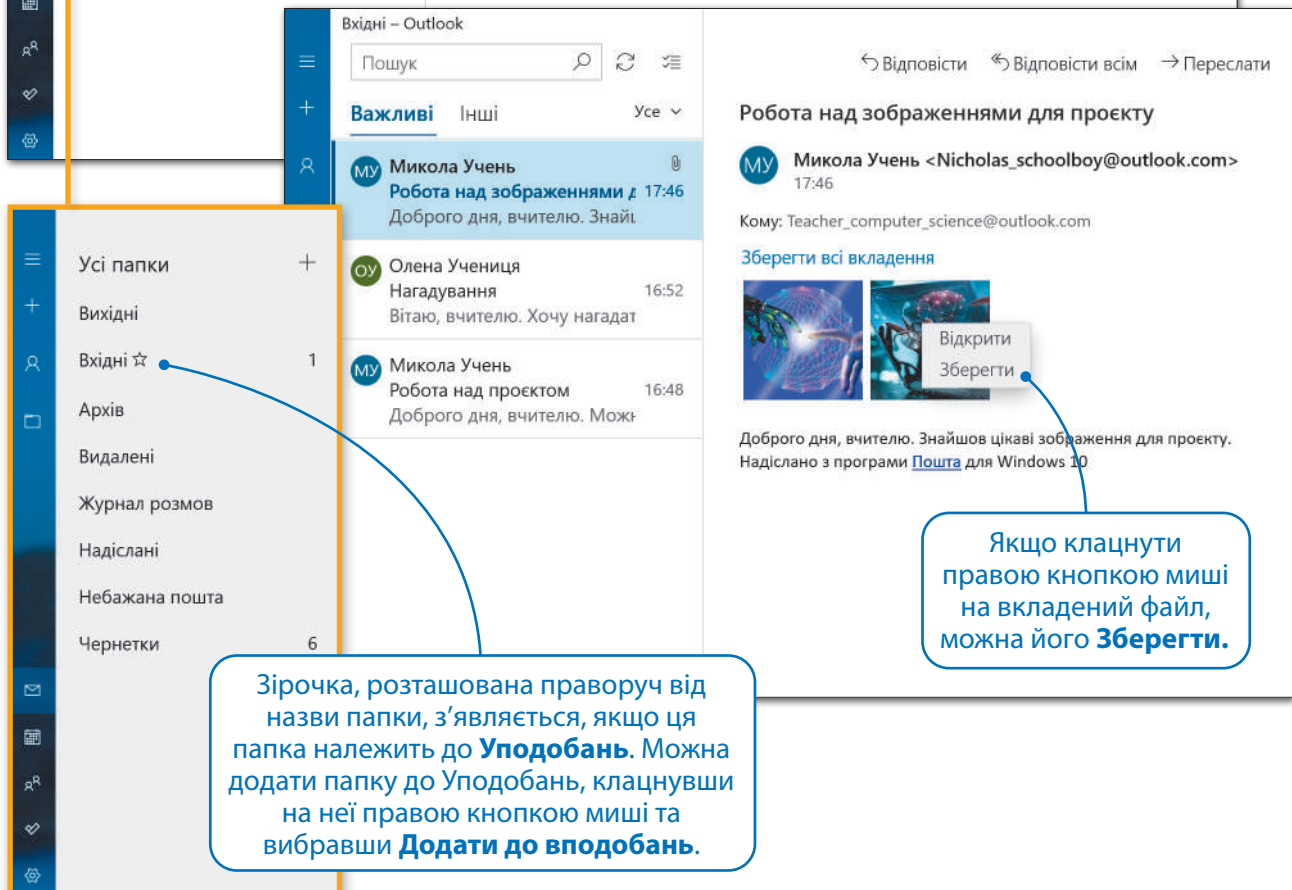 Вхідні – Outlook
Пошук
Важливі Інші Усе
МУ Микола Учень
Робота над зображеннями д 17:46
Доброго дня, вчителю. Знайш
ОУ Олена Учениця
Нагадування 16:52
Вітаю, вчителю. Хочу нагадат
МУ Микола Учень
Робота над проєктом 16:48
Доброго дня, вчителю. Можн
Відповісти Відповісти всім Переслати
Робота над зображеннями для проєкту
МУ Микола Учень <Nicholas_schoolboy@outlook.com>
17:46
Кому: Teacher_computer_science@outlook.com
Зберегти всі вкладення
Відкрити
Зберегти
Доброго дня, вчителю. Знайшов цікаві зображення для проєкту.
Надіслано з програми Пошта для Windows 10
Якщо клацнути
правою кнопкою миші
на вкладений файл,
можна його Зберегти.
Усі папки
Вихідні
Вхідні 1
Архів
Видалені
Журнал розмов
Надіслані
Небажана пошта
Чернетки 6
Зірочка, розташована праворуч від
назви папки, з’являється, якщо ця
папка належить до Уподобань. Можна
додати папку до Уподобань, клацнувши
на неї правою кнопкою миші та
вибравши Додати до вподобань.